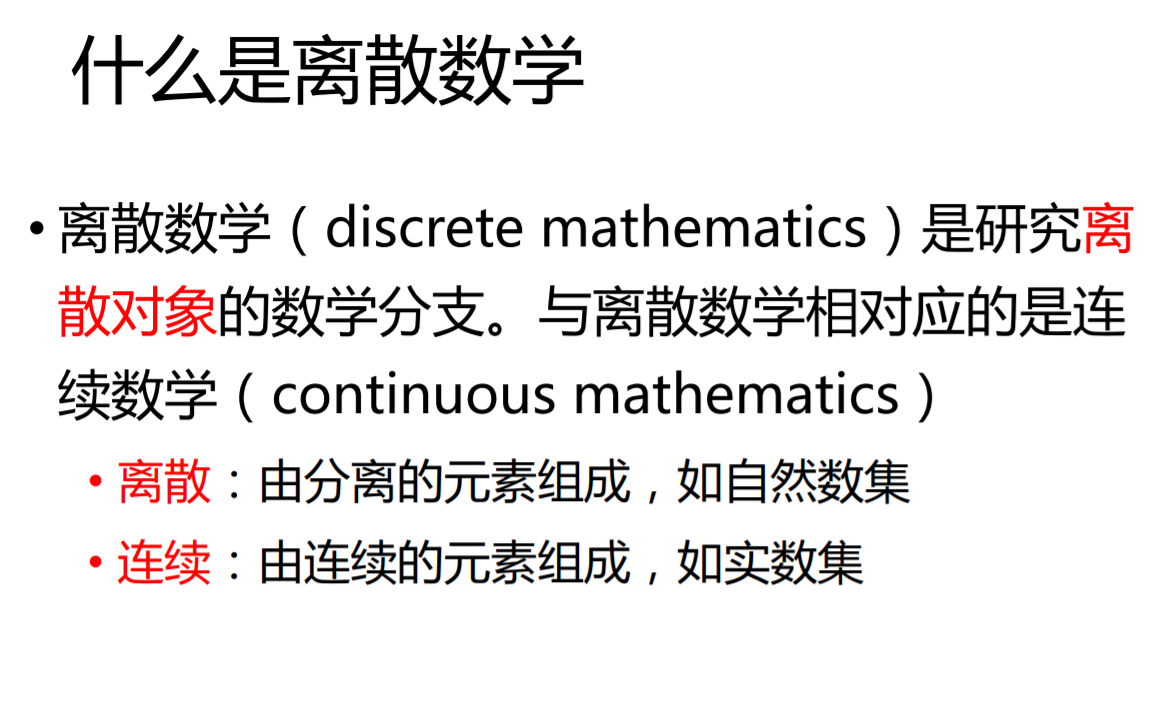 什么是离散数学
• 离散数学（discrete mathematics）是研究离
散对象的数学分支。与离散数学相对应的是连
续数学（continuous mathematics）
• 离散：由分离的元素组成，如自然数集
• 连续：由连续的元素组成，如实数集